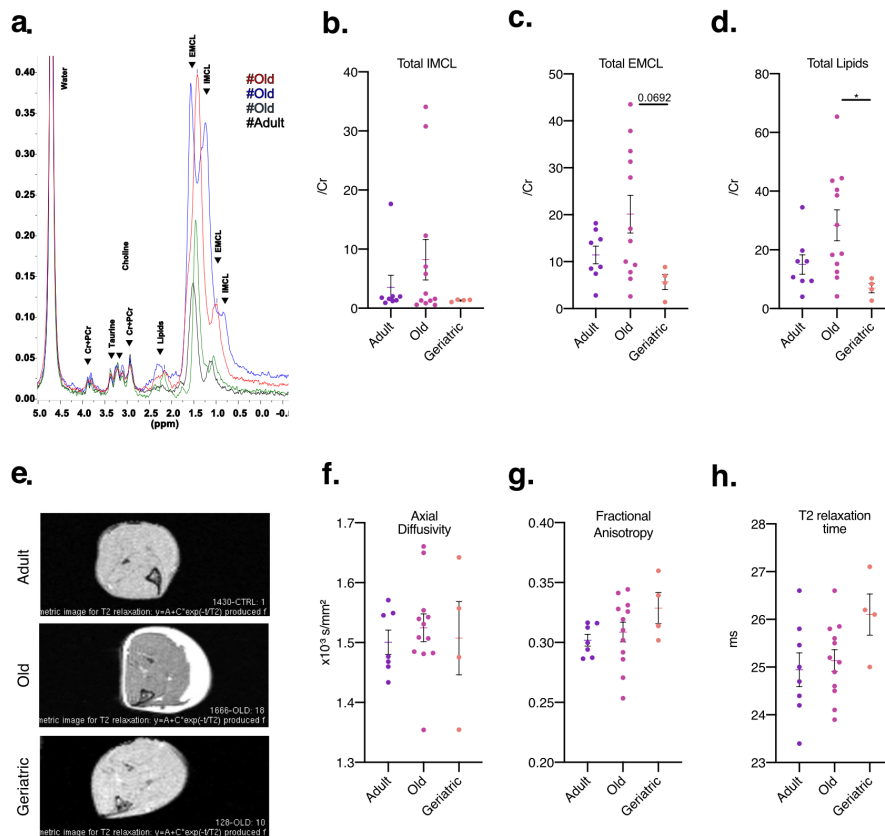 a.
Water
Cr+PCr
Taurine
Choline
Cr+PCr
Lipids
EMCL
IMCL
EMCL
IMCL
#Old
#Old
#Old
#Adult
0.40
0.35
0.30
0.25
0.20
0.15
0.10
0.05
0.00
5.0 4.5 4.0 3.5 3.0 2.5 2.0 1.5 1.0 0.5 -0.0
(ppm)
b.
Total IMCL
/Cr
40
30
20
10
0
Adult
Old
Geriatric
c.
Total EMCL
0.0692
/Cr
50
40
30
20
10
0
Adult
Old
Geriatric
d.
Total Lipids
*
/Cr
80
60
40
20
0
Adult
Old
Geriatric
e.
Adult
1430-CTRL: 1
metric image for T2 relaxation: y=A+C*exp(-t/T2) produced f
Old
1666-OLD: 18
metric image for T2 relaxation: y=A+C*exp(-t/T2) produced f
Geriatric
128-OLD: 10
metric image for T2 relaxation: y=A+C*exp(-t/T2) produced f
f.
Axial
Diffusivity
x10⁻³ s/mm²
1.7
1.6
1.5
1.4
1.3
Adult
Old
Geriatric
g.
Fractional
Anisotropy
0.40
0.35
0.30
0.25
0.20
Adult
Old
Geriatric
h.
T2 relaxation
time
ms
28
27
26
25
24
23
Adult
Old
Geriatric